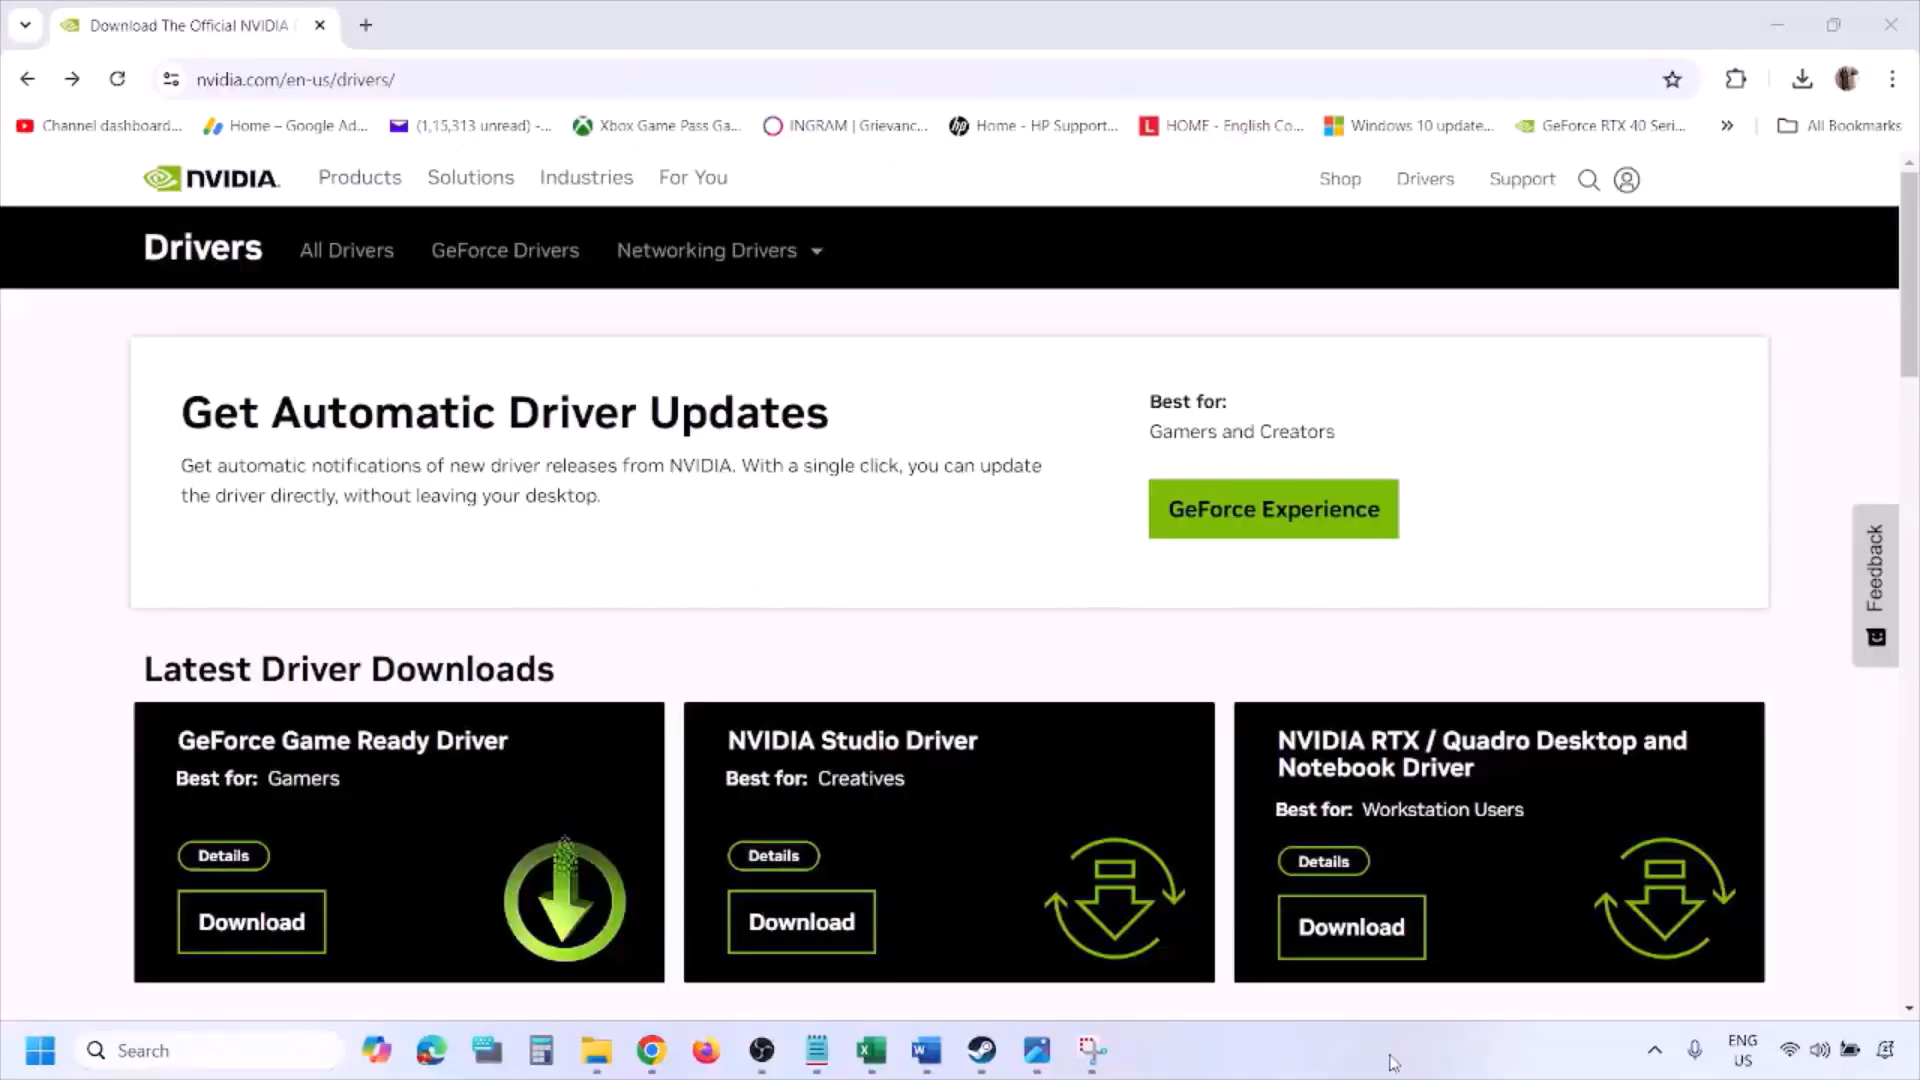 Download The Official NVIDIA
nvidia.com/en-us/drivers/
Channel dashboard...
Home – Google Ad...
(1,15,313 unread) -...
Xbox Game Pass Ga...
INGRAM | Grievanc...
Home - HP Support...
HOME - English Co...
Windows 10 update...
GeForce RTX 40 Seri...
All Bookmarks
NVIDIA.
Products
Solutions
Industries
For You
Shop
Drivers
Support
Drivers
All Drivers
GeForce Drivers
Networking Drivers
Get Automatic Driver Updates
Get automatic notifications of new driver releases from NVIDIA. With a single click, you can update
the driver directly, without leaving your desktop.
Best for:
Gamers and Creators
GeForce Experience
Feedback
Latest Driver Downloads
GeForce Game Ready Driver
Best for: Gamers
Details
Download
NVIDIA Studio Driver
Best for: Creatives
Details
Download
NVIDIA RTX / Quadro Desktop and
Notebook Driver
Best for: Workstation Users
Details
Download
Search
ENG
US